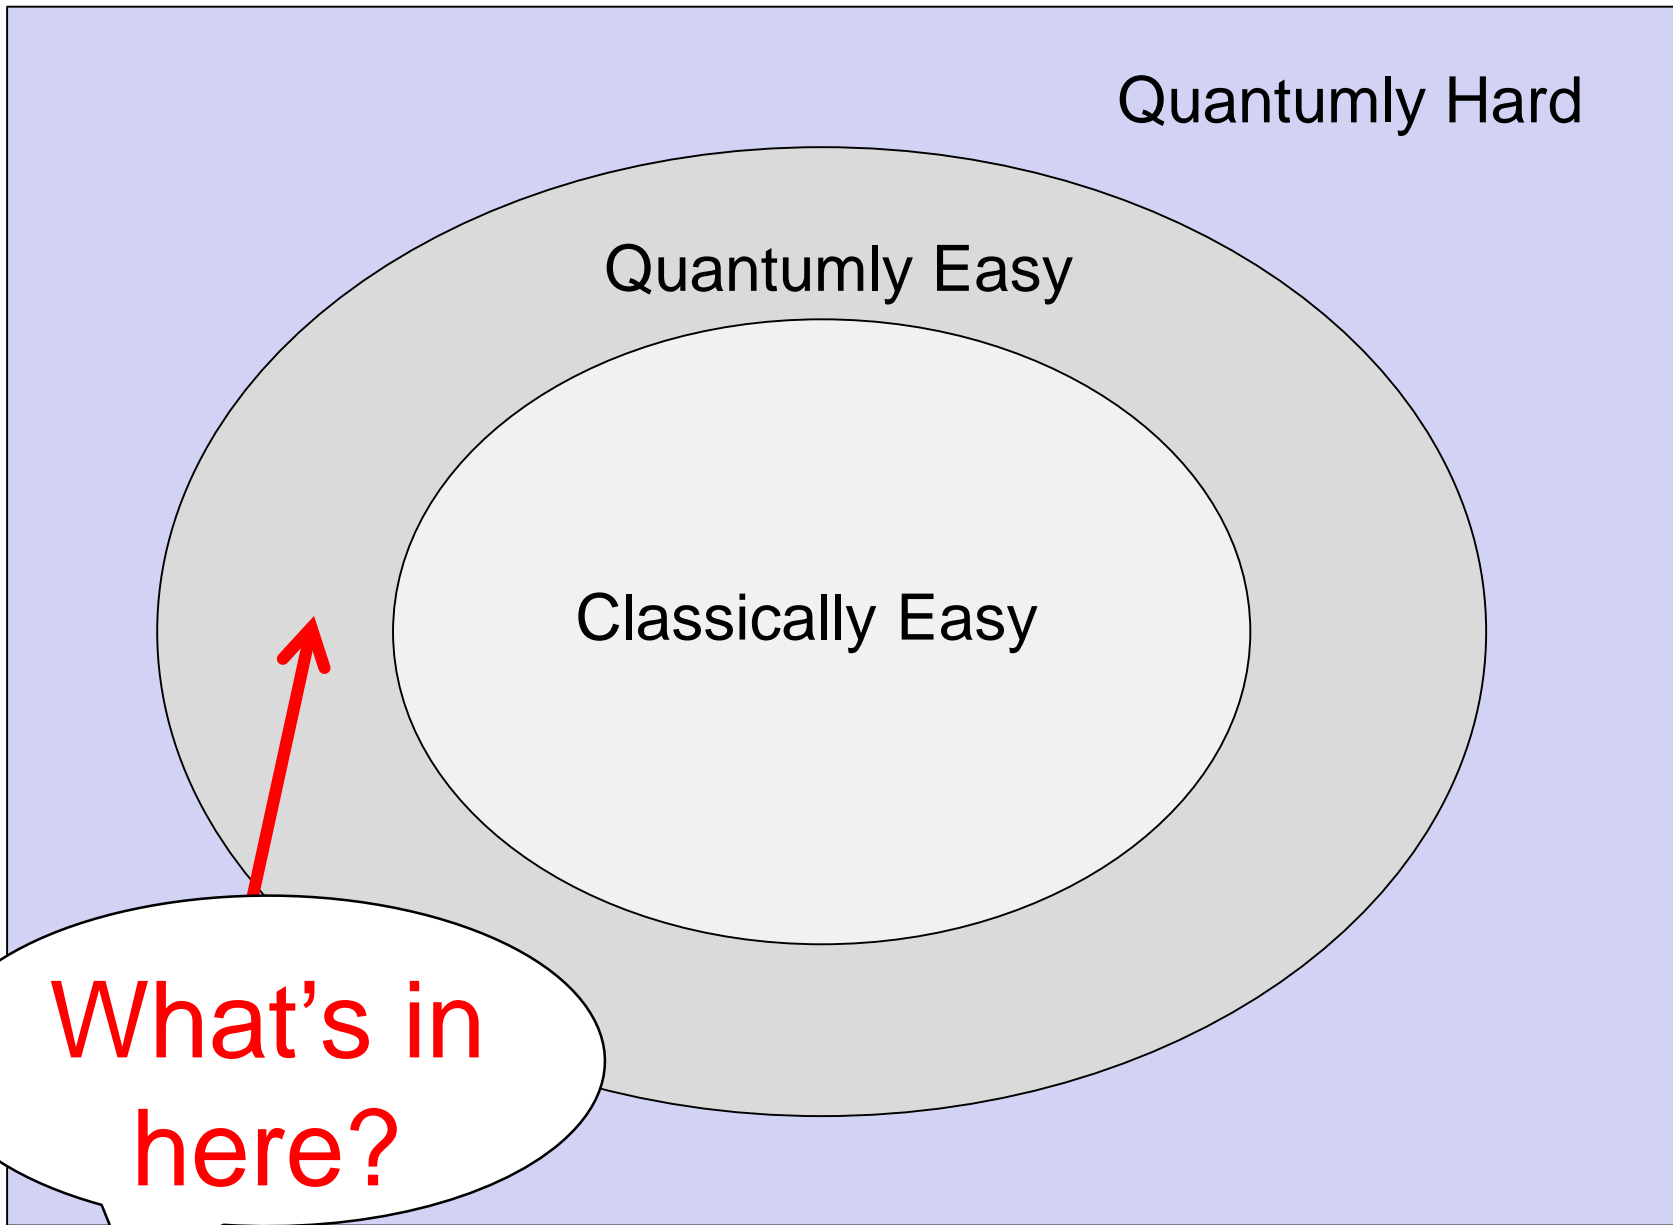 Quantumly Hard
Quantumly Easy
Classically Easy
What’s in
here?